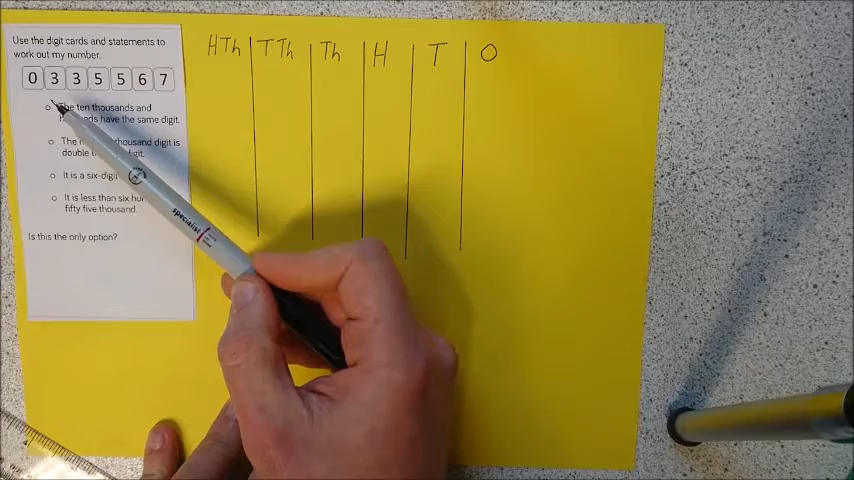 Use the digit cards and statements to
work out my number.
0 3 3 5 5 6 7
The ten thousands and
have the same digit.
The thousand digit is
double digit.
It is a six-digit
It is less than six
fifty five thousand.
Is this the only option?
HTh TTh Th H T O
specialist